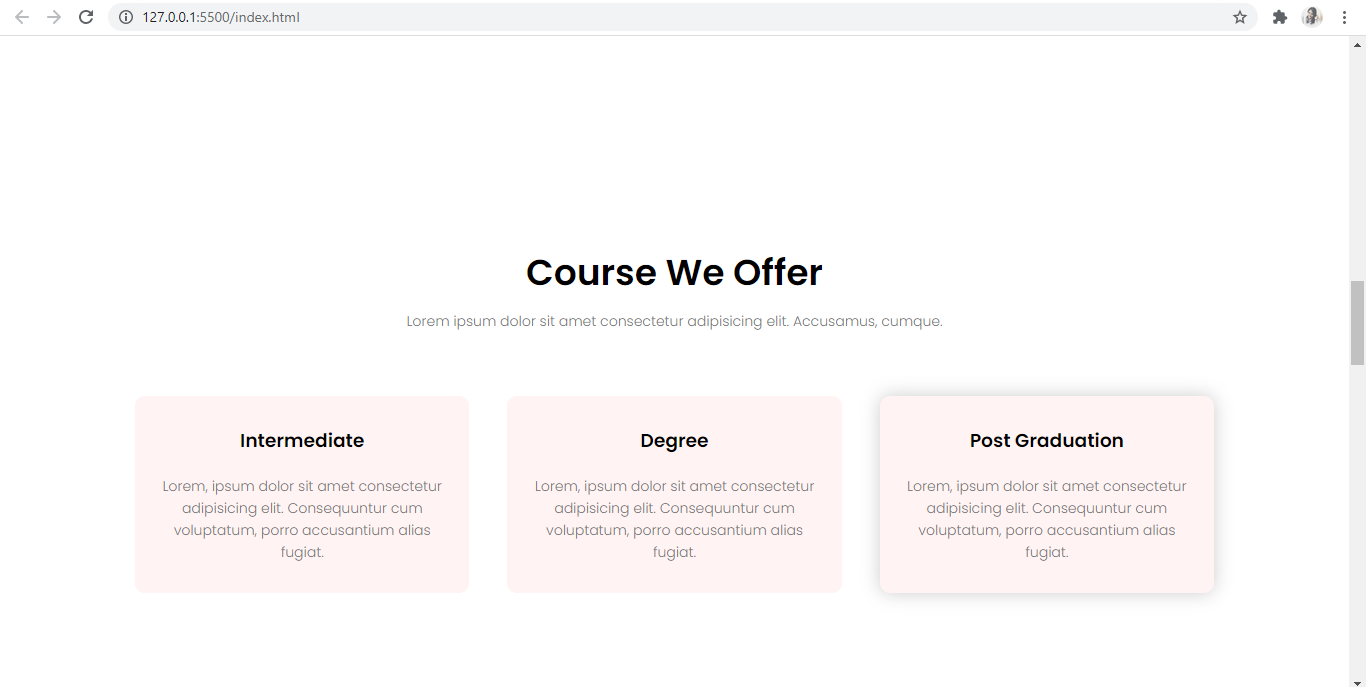 127.0.0.1:5500/index.html
Course We Offer
Lorem ipsum dolor sit amet consectetur adipisicing elit. Accusamus, cumque.
Intermediate
Lorem, ipsum dolor sit amet consectetur
adipisicing elit. Consequuntur cum
voluptatum, porro accusantium alias
fugiat.
Degree
Lorem, ipsum dolor sit amet consectetur
adipisicing elit. Consequuntur cum
voluptatum, porro accusantium alias
fugiat.
Post Graduation
Lorem, ipsum dolor sit amet consectetur
adipisicing elit. Consequuntur cum
voluptatum, porro accusantium alias
fugiat.